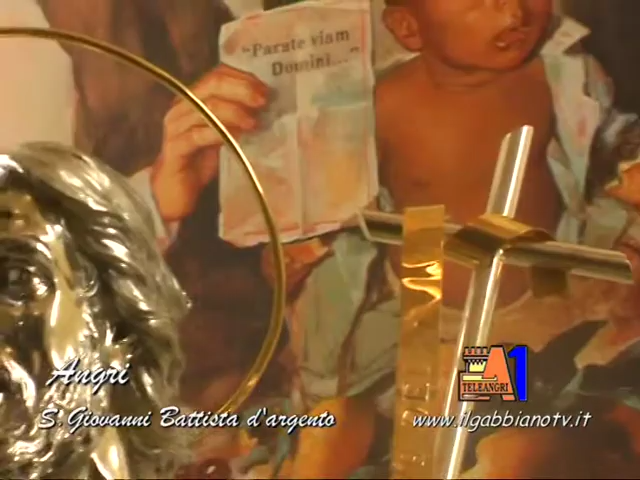 "Parate viam
Domini..."
Angri
S. Giovanni Battista d'argento
A1
TELEANGRI
www.ilgabbianotv.it